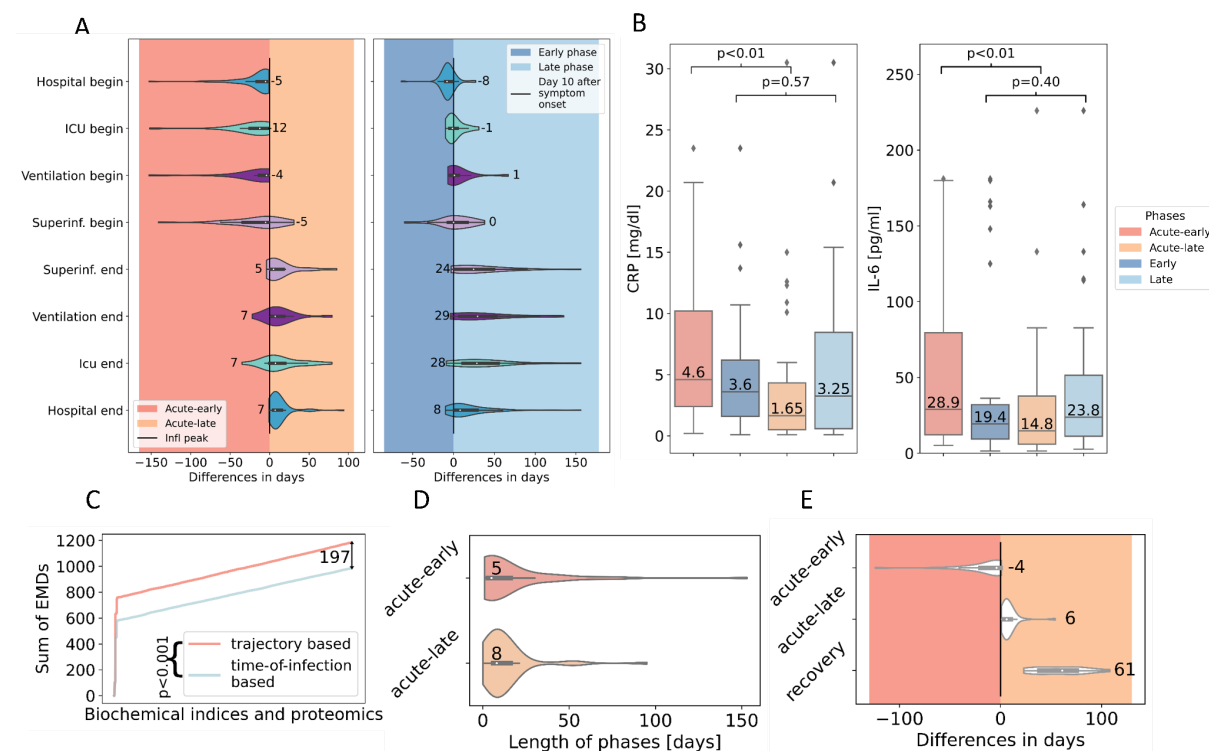 A
Hospital begin
ICU begin
Ventilation begin
Superinf. begin
Superinf. end
Ventilation end
Icu end
Hospital end
-5
12
-4
-5
5
7
7
7
Acute-early
Acute-late
Infl peak
−150 −100 −50 0 50 100
Differences in days
Early phase
Late phase
Day 10 after
symptom
onset
-8
-1
1
0
24
29
28
8
−50 0 50 100 150
Differences in days
B
CRP [mg/dl]
30
25
20
15
10
5
0
p<0.01
p=0.57
4.6
3.6
1.65
3.25
IL-6 [pg/ml]
250
200
150
100
50
0
p<0.01
p=0.40
28.9
19.4
14.8
23.8
Phases
Acute-early
Acute-late
Early
Late
C
Sum of EMDs
1200
1000
800
600
400
200
0
197
p<0.001
{
trajectory based
time-of-infection
based
Biochemical indices and proteomics
D
acute-early
acute-late
5
8
0 50 100 150
Length of phases [days]
E
acute-early
acute-late
recovery
-4
6
61
−100 0 100
Differences in days